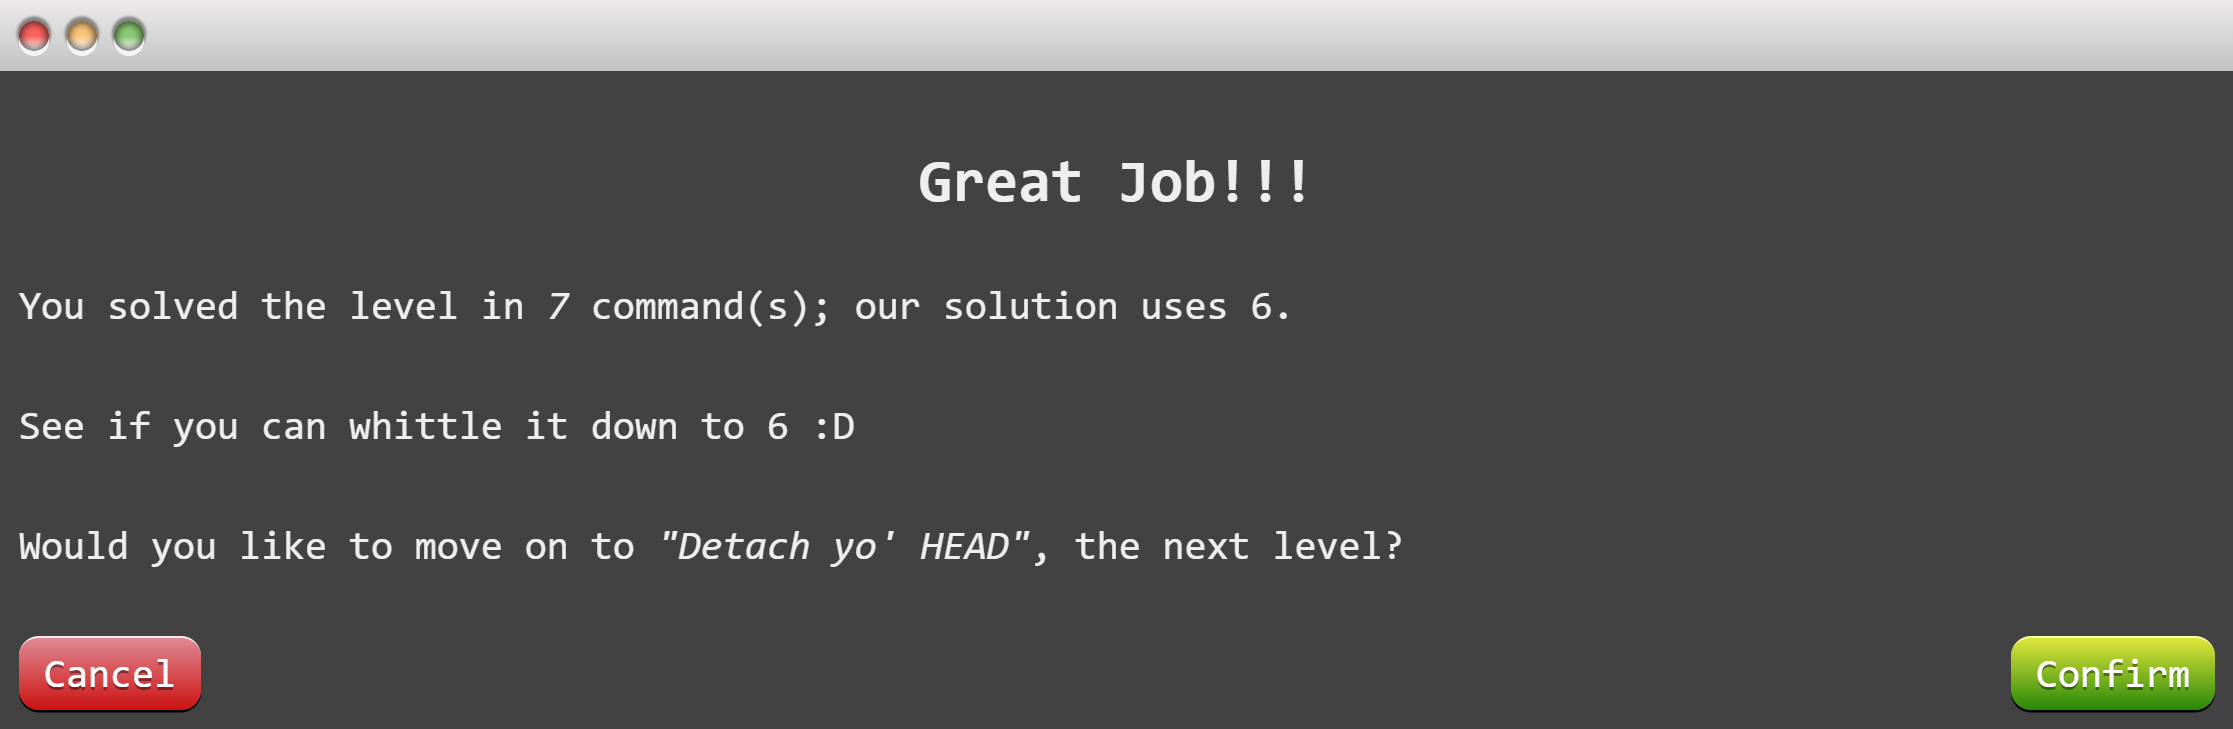 Great Job!!!
You solved the level in 7 command(s); our solution uses 6.
See if you can whittle it down to 6 :D
Would you like to move on to "Detach yo' HEAD", the next level?
Cancel
Confirm